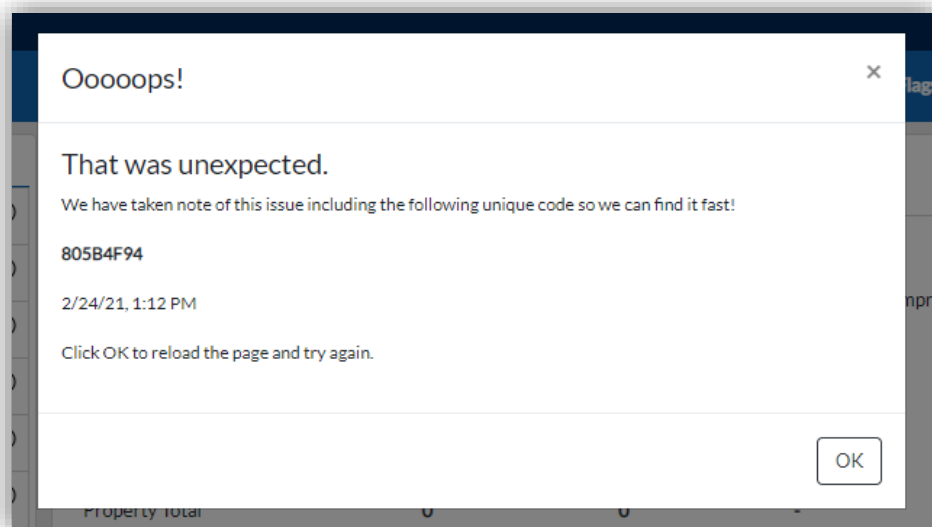 Ooooops!
×
That was unexpected.
We have taken note of this issue including the following unique code so we can find it fast!
805B4F94
2/24/21, 1:12 PM
Click OK to reload the page and try again.
OK
Property Total 0 0 -